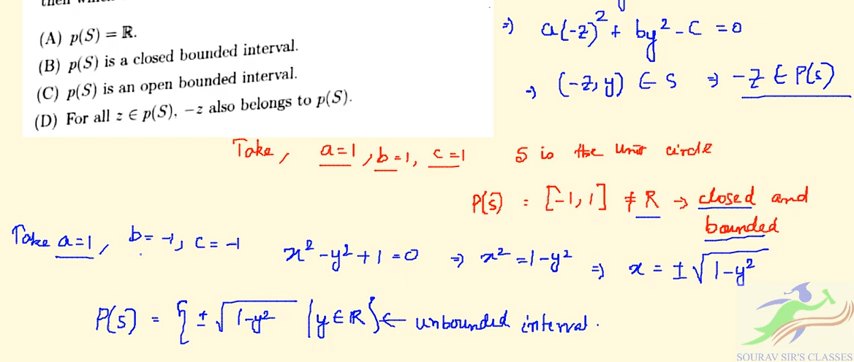 (A) p(S) = ℝ.
(B) p(S) is a closed bounded interval.
(C) p(S) is an open bounded interval.
(D) For all z ∈ p(S), −z also belongs to p(S).
⇒ a(-z)² + by² - c = 0
⇒ (-z, y) ∈ S ⇒ -z ∈ P(s)
Take, a=1, b=1, c=1 S is the unit circle
P(s) = [-1, 1] ≠ R → closed and bounded
Take a=1, b=-1, c=-1 x²-y²+1=0 ⇒ x²=1-y² ⇒ x = ±√(1-y²)
P(s) = {±√(1-y²) | y∈R} ← unbounded interval.
SOURAV SIR'S CLASSES